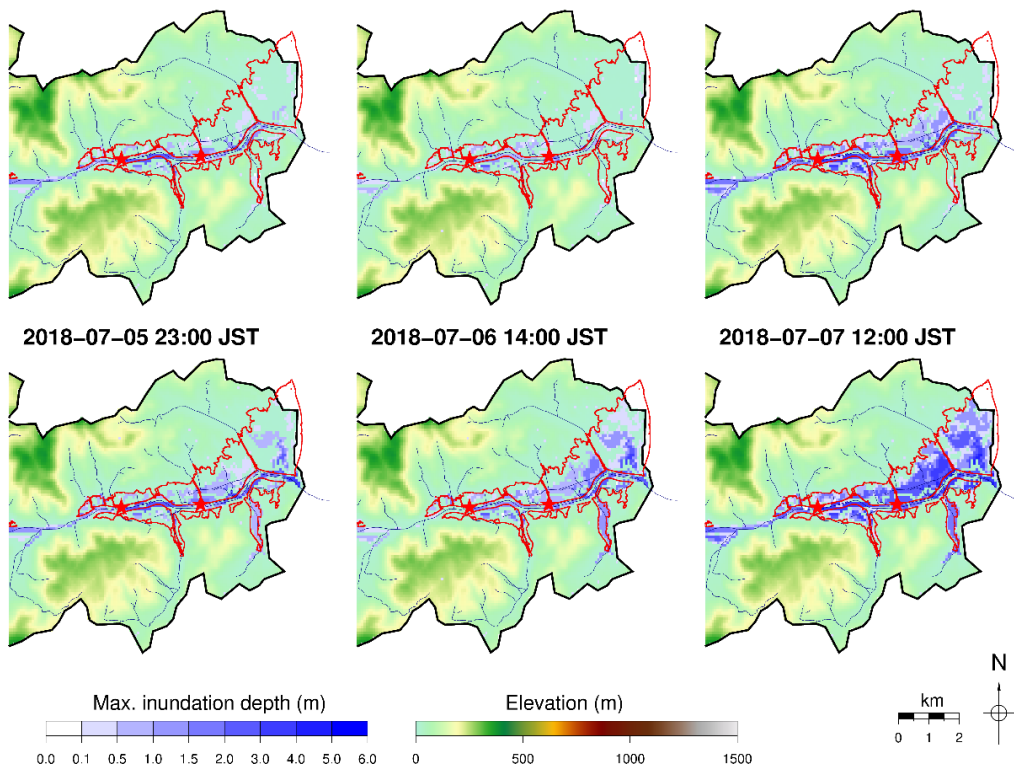 2018-07-05 23:00 JST
2018-07-06 14:00 JST
2018-07-07 12:00 JST
Max. inundation depth (m)
0.0 0.1 0.5 1.0 1.5 2.0 3.0 4.0 5.0 6.0
Elevation (m)
0 500 1000 1500
km
0 1 2
N